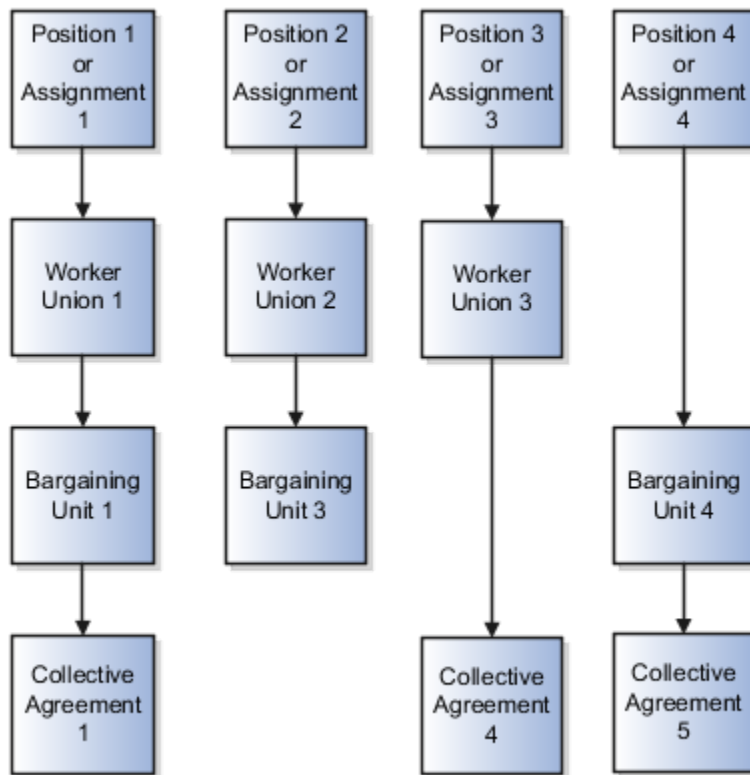 Position 1
or
Assignment
1
Position 2
or
Assignment
2
Position 3
or
Assignment
3
Position 4
or
Assignment
4
Worker
Union 1
Worker
Union 2
Worker
Union 3
Bargaining
Unit 1
Bargaining
Unit 3
Bargaining
Unit 4
Collective
Agreement
1
Collective
Agreement
4
Collective
Agreement
5